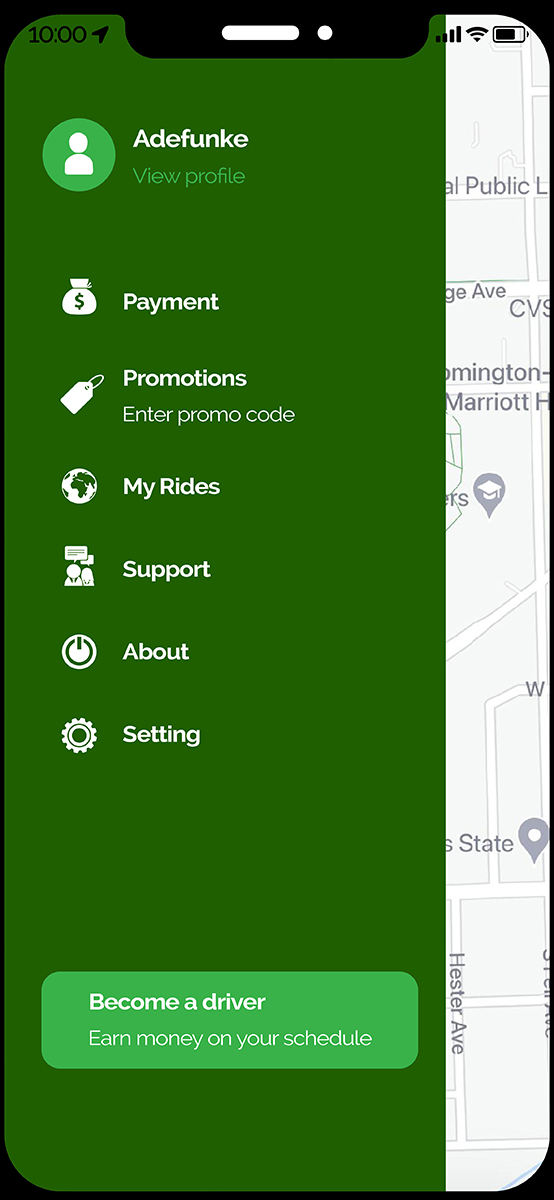 10:00
Adefunke
View profile
Payment
Promotions
Enter promo code
My Rides
Support
About
Setting
Become a driver
Earn money on your schedule
al Public L
ge Ave
CVS
omington-
Marriott H
ers
W
s State
Hester Ave